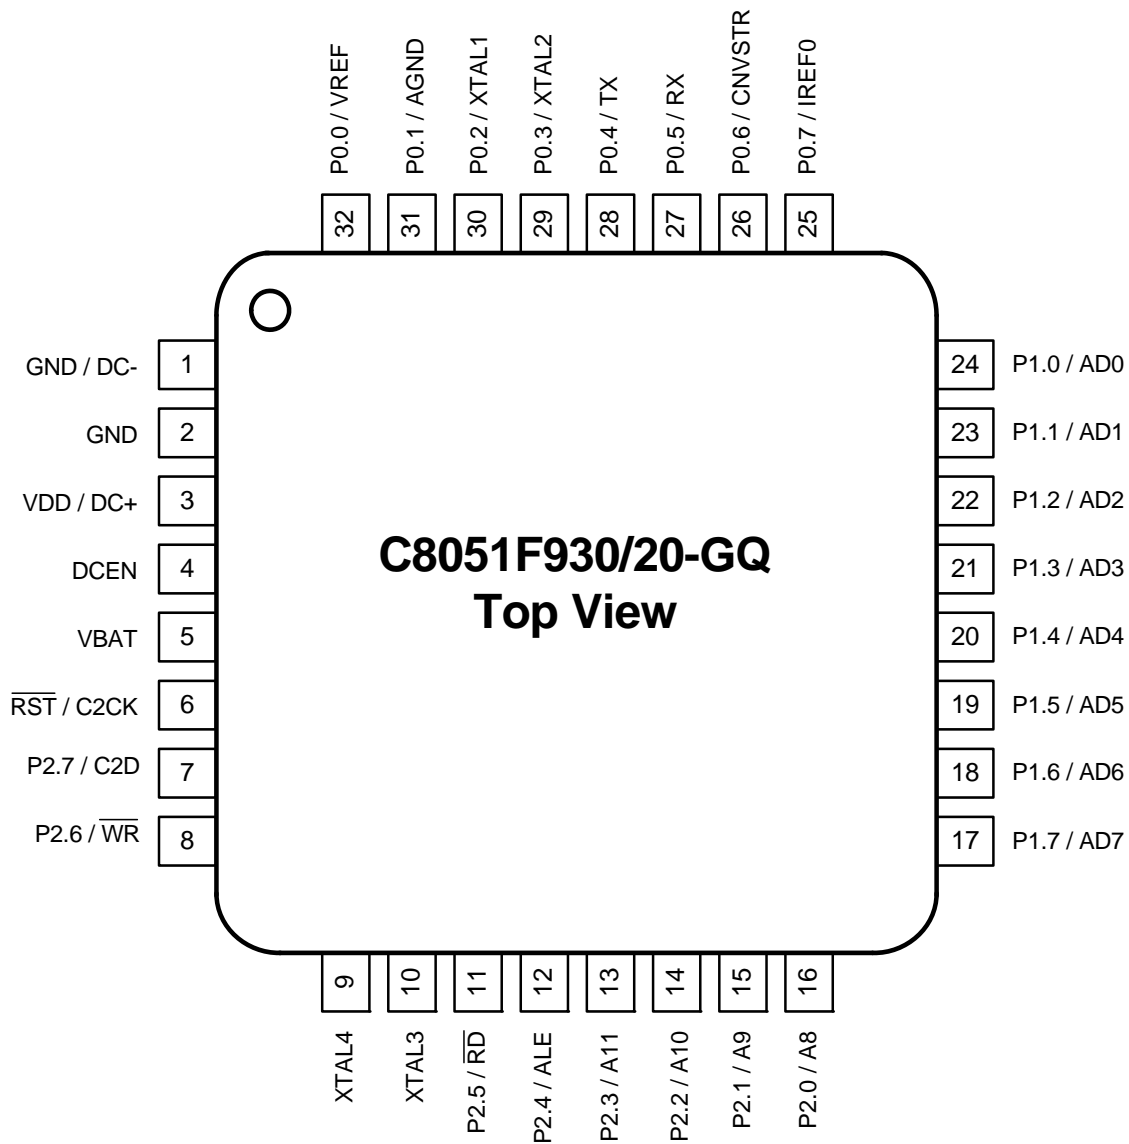 P0.0 / VREF
P0.1 / AGND
P0.2 / XTAL1
P0.3 / XTAL2
P0.4 / TX
P0.5 / RX
P0.6 / CNVSTR
P0.7 / IREF0
32
31
30
29
28
27
26
25
GND / DC-
1
GND
2
VDD / DC+
3
DCEN
4
VBAT
5
R̅S̅T̅ / C2CK
6
P2.7 / C2D
7
P2.6 / W̅R̅
8
C8051F930/20-GQ
Top View
24
P1.0 / AD0
23
P1.1 / AD1
22
P1.2 / AD2
21
P1.3 / AD3
20
P1.4 / AD4
19
P1.5 / AD5
18
P1.6 / AD6
17
P1.7 / AD7
9
10
11
12
13
14
15
16
XTAL4
XTAL3
P2.5 / R̅D̅
P2.4 / ALE
P2.3 / A11
P2.2 / A10
P2.1 / A9
P2.0 / A8